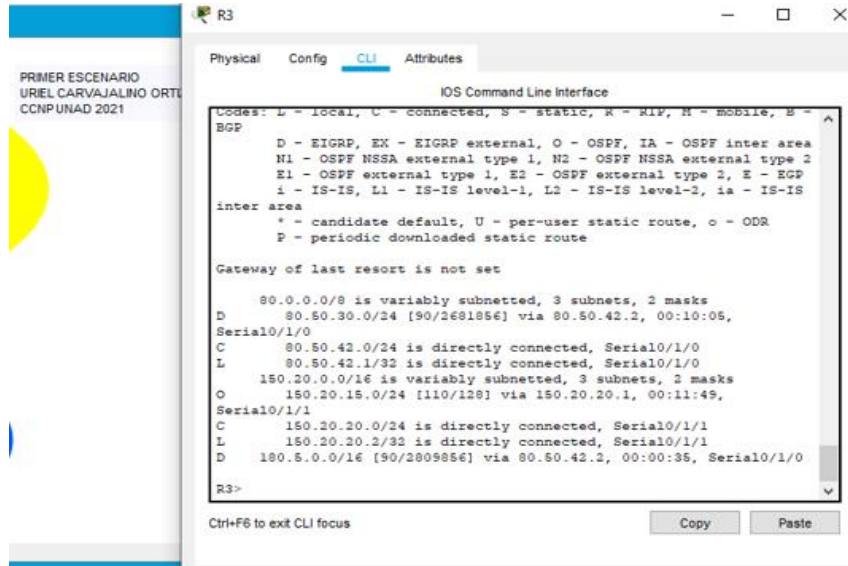 R3
Physical Config CLI Attributes
PRIMER ESCENARIO
URIEL CARVAJALINO
CCNP UNAD 2021
IOS Command Line Interface
Codes: L - local, C - connected, S - static, R - RIP, M - mobile, B -
BGP
D - EIGRP, EX - EIGRP external, O - OSPF, IA - OSPF inter area
N1 - OSPF NSSA external type 1, N2 - OSPF NSSA external type 2
E1 - OSPF external type 1, E2 - OSPF external type 2, E - EGP
i - IS-IS, L1 - IS-IS level-1, L2 - IS-IS level-2, ia - IS-IS
inter area
* - candidate default, U - per-user static route, o - ODR
P - periodic downloaded static route
Gateway of last resort is not set
80.0.0.0/8 is variably subnetted, 3 subnets, 2 masks
D 80.50.30.0/24 [90/2681856] via 80.50.42.2, 00:10:05,
Serial0/1/0
C 80.50.42.0/24 is directly connected, Serial0/1/0
L 80.50.42.1/32 is directly connected, Serial0/1/0
150.20.0.0/16 is variably subnetted, 3 subnets, 2 masks
O 150.20.15.0/24 [110/128] via 150.20.20.1, 00:11:49,
Serial0/1/1
C 150.20.20.0/24 is directly connected, Serial0/1/1
L 150.20.20.2/32 is directly connected, Serial0/1/1
D 180.5.0.0/16 [90/2809856] via 80.50.42.2, 00:00:35, Serial0/1/0
R3>
Ctrl+F6 to exit CLI focus
Copy Paste